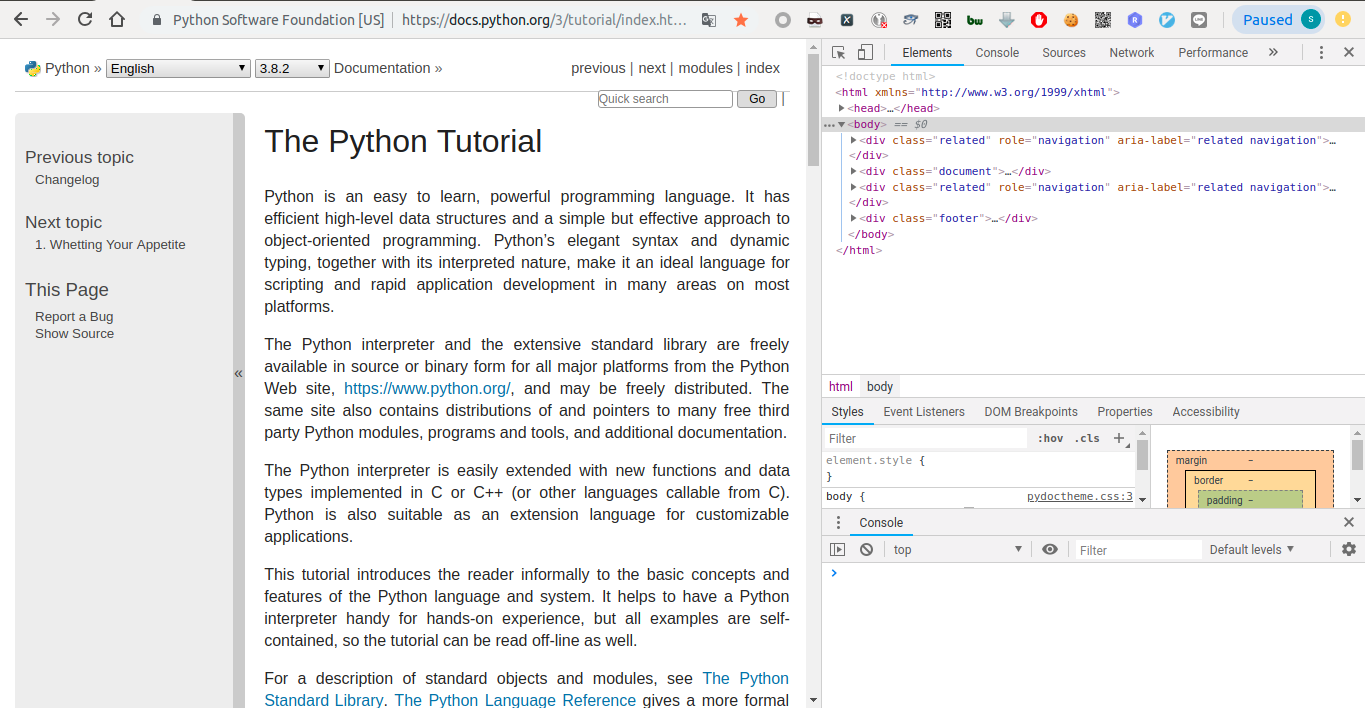 Python Software Foundation [US] | https://docs.python.org/3/tutorial/index.ht...
Paused S
Python » English 3.8.2 Documentation »
previous | next | modules | index
Quick search Go |
Previous topic
Changelog
Next topic
1. Whetting Your Appetite
This Page
Report a Bug
Show Source
«
The Python Tutorial
Python is an easy to learn, powerful programming language. It has
efficient high-level data structures and a simple but effective approach to
object-oriented programming. Python’s elegant syntax and dynamic
typing, together with its interpreted nature, make it an ideal language for
scripting and rapid application development in many areas on most
platforms.
The Python interpreter and the extensive standard library are freely
available in source or binary form for all major platforms from the Python
Web site, https://www.python.org/, and may be freely distributed. The
same site also contains distributions of and pointers to many free third
party Python modules, programs and tools, and additional documentation.
The Python interpreter is easily extended with new functions and data
types implemented in C or C++ (or other languages callable from C).
Python is also suitable as an extension language for customizable
applications.
This tutorial introduces the reader informally to the basic concepts and
features of the Python language and system. It helps to have a Python
interpreter handy for hands-on experience, but all examples are self-
contained, so the tutorial can be read off-line as well.
For a description of standard objects and modules, see The Python
Standard Library. The Python Language Reference gives a more formal
Elements Console Sources Network Performance »
<!doctype html>
<html xmlns="http://www.w3.org/1999/xhtml">
<head>…</head>
<body> == $0
<div class="related" role="navigation" aria-label="related navigation">…
</div>
<div class="document">…</div>
<div class="related" role="navigation" aria-label="related navigation">…
</div>
<div class="footer">…</div>
</body>
</html>
html body
Styles Event Listeners DOM Breakpoints Properties Accessibility
Filter :hov .cls +
element.style {
}
body { pydoctheme.css:3
margin -
border -
padding -
Console
top Filter Default levels